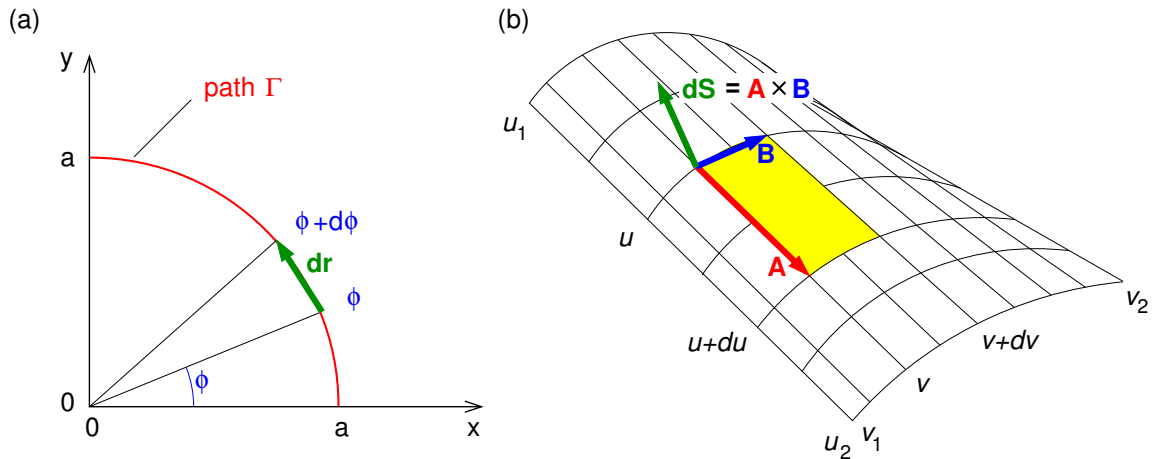 (a)
y
path Γ
a
ϕ+dϕ
dr
ϕ
ϕ
0
0
a
x
(b)
dS = A × B
u1
B
u
A
u+du
v2
v+dv
v
u2
v1